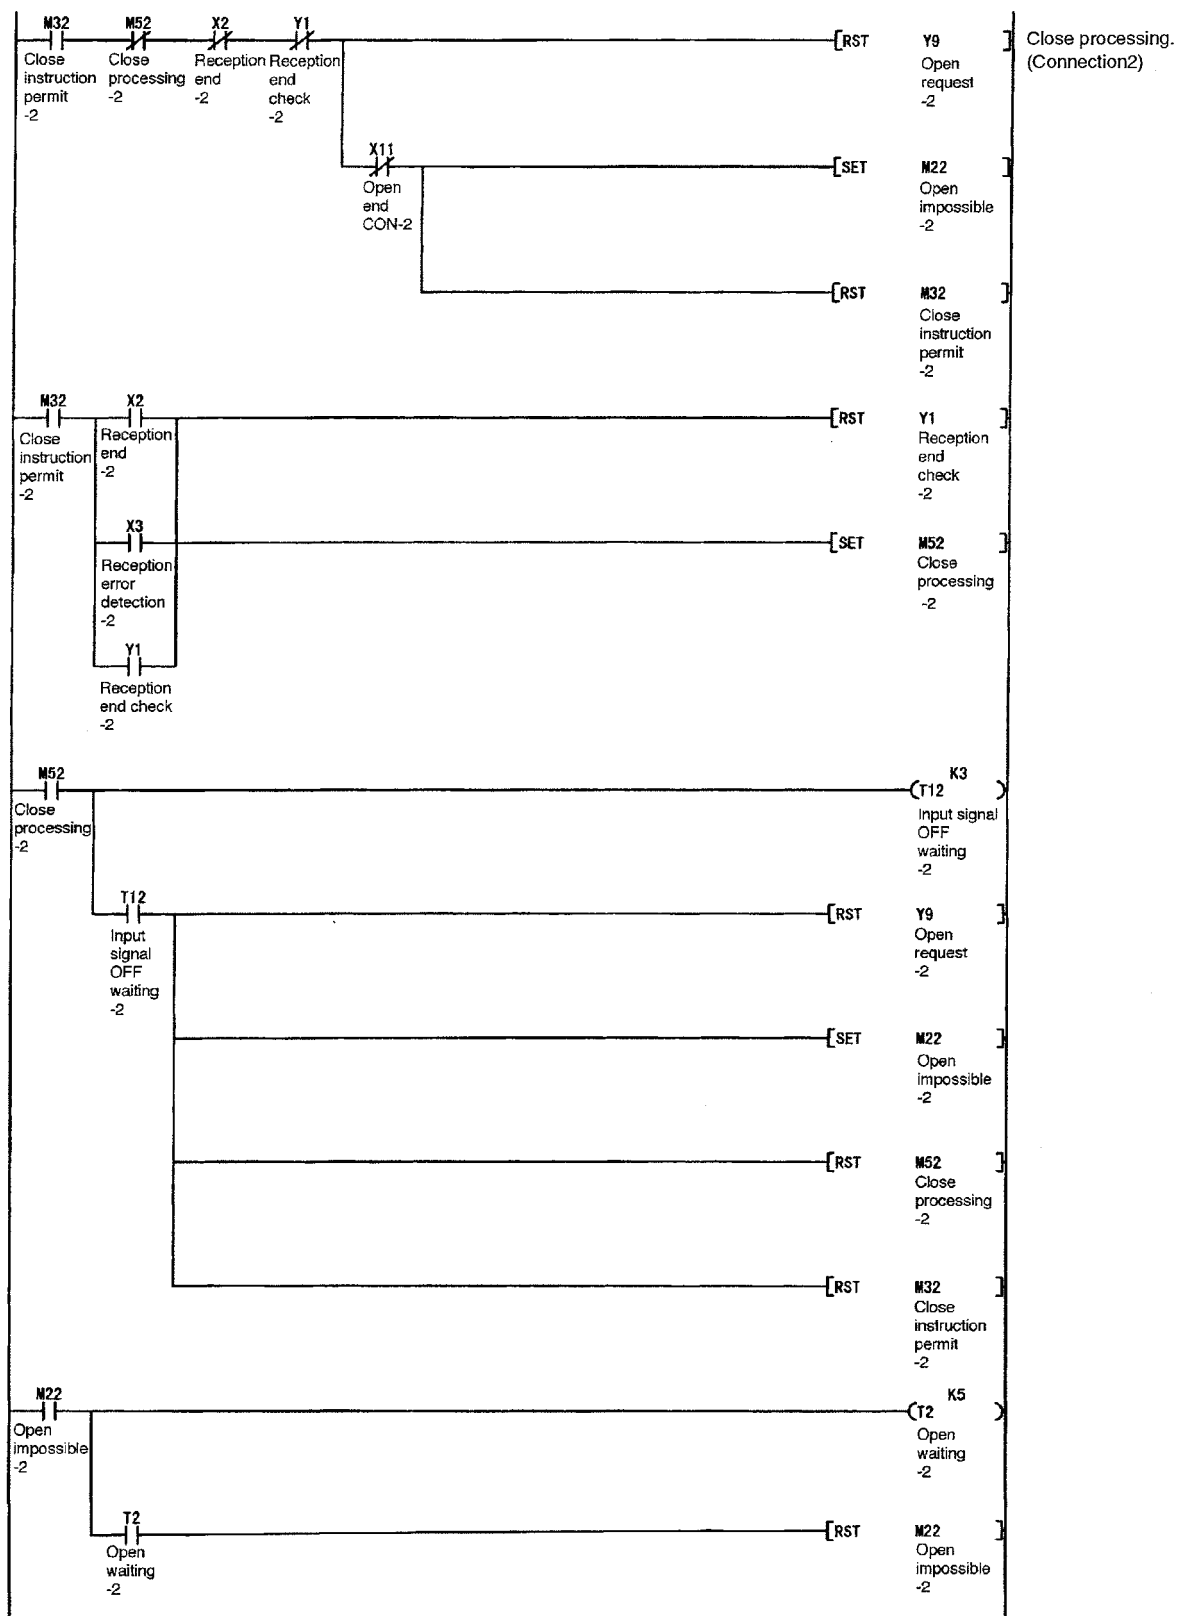 M32 M52 X2 Y1
[RST Y9 ]
Close processing.
(Connection2)
Close
instruction
permit
-2
Close
processing
-2
Reception
end
-2
Reception
end
check
-2
Open
request
-2
X11
[SET M22 ]
Open
end
CON-2
Open
impossible
-2
[RST M32 ]
Close
instruction
permit
-2
M32 X2
[RST Y1 ]
Close
instruction
permit
-2
Reception
end
-2
Reception
end
check
-2
X3
[SET M52 ]
Reception
error
detection
-2
Close
processing
-2
Y1
Reception
end check
-2
M52
K3
(T12 )
Close
processing
-2
Input signal
OFF
waiting
-2
T12
[RST Y9 ]
Input
signal
OFF
waiting
-2
Open
request
-2
[SET M22 ]
Open
impossible
-2
[RST M52 ]
Close
processing
-2
[RST M32 ]
Close
instruction
permit
-2
M22
K5
(T2 )
Open
impossible
-2
Open
waiting
-2
T2
[RST M22 ]
Open
waiting
-2
Open
impossible
-2